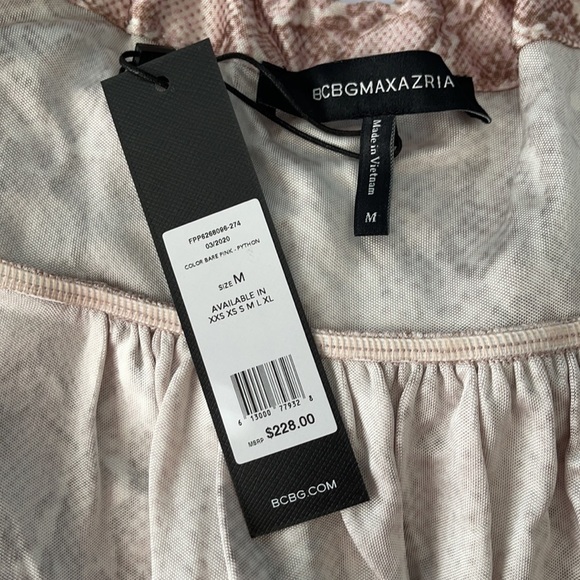 BCBGMAXAZRIA
Made in Vietnam
M
FPP6268096-274
03/2020
COLOR BARE PINK - PYTHON
SIZE M
AVAILABLE IN
XXS XS S M L XL
6 13000 77932 8
MSRP $228.00
BCBG.COM